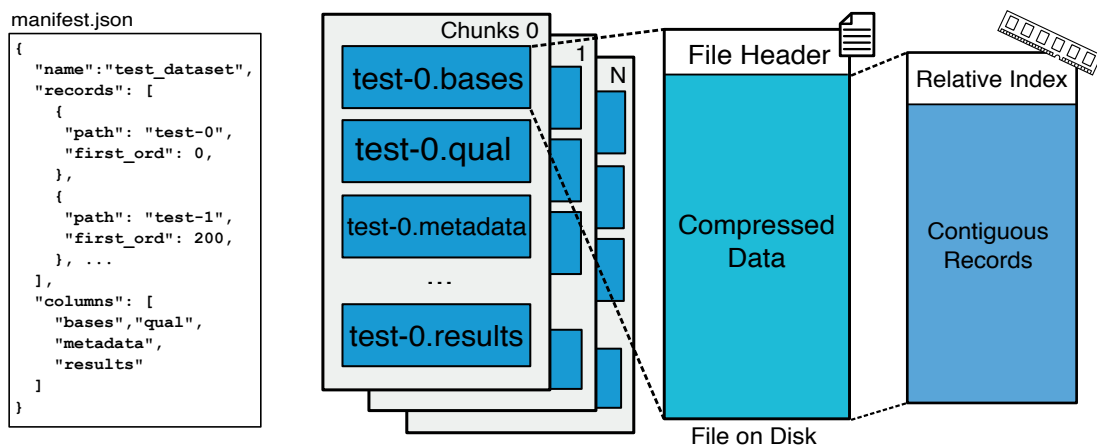 manifest.json
{
"name":"test_dataset",
"records": [
{
"path": "test-0",
"first_ord": 0,
},
{
"path": "test-1",
"first_ord": 200,
}, ...
],
"columns": [
"bases","qual",
"metadata",
"results"
]
}
Chunks 0
test-0.bases
test-0.qual
test-0.metadata
...
test-0.results
1
N
File Header
Compressed
Data
File on Disk
Relative Index
Contiguous
Records